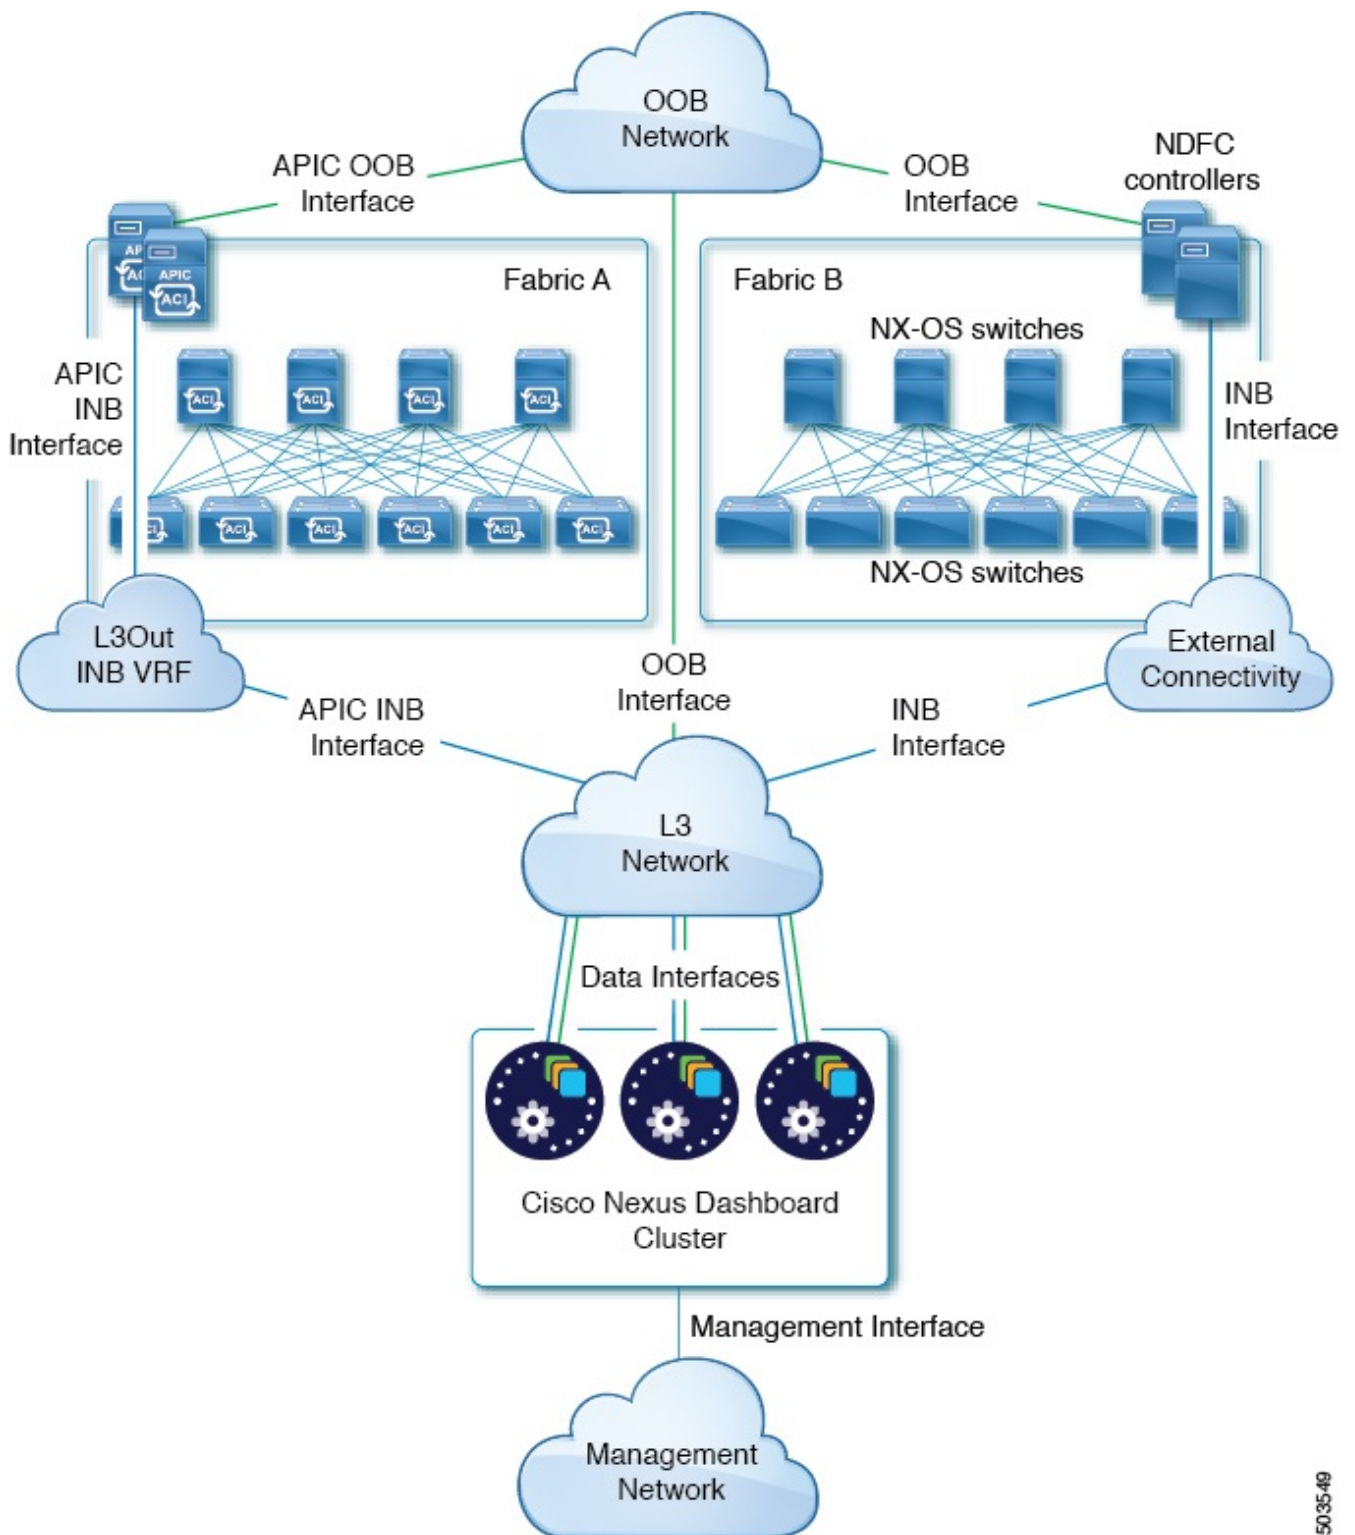 OOB
Network
APIC OOB
Interface
OOB
Interface
NDFC
controllers
AP
AC
APIC
ACI
Fabric A
Fabric B
NX-OS switches
APIC
INB
Interface
ACI
ACI
ACI
ACI
INB
Interface
ACI
ACI
ACI
ACI
ACI
ACI
NX-OS switches
L3Out
INB VRF
OOB
Interface
External
Connectivity
APIC INB
Interface
INB
Interface
L3
Network
Data Interfaces
Cisco Nexus Dashboard
Cluster
Management Interface
Management
Network
503549